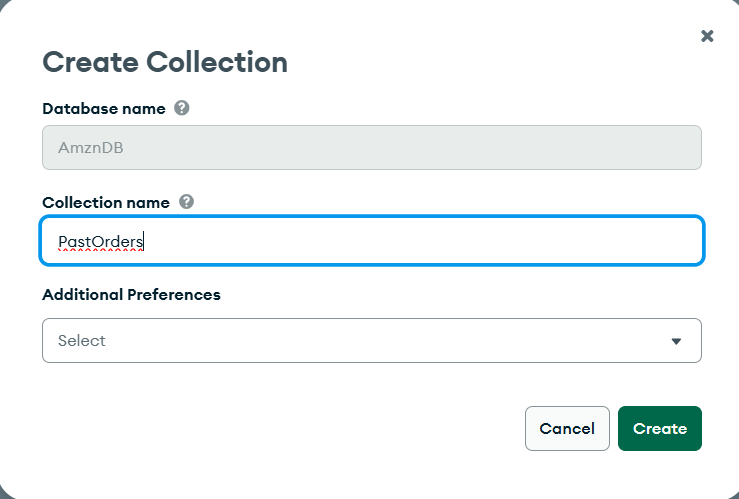 Create Collection
Database name
AmznDB
Collection name
PastOrders
Additional Preferences
Select
Cancel Create